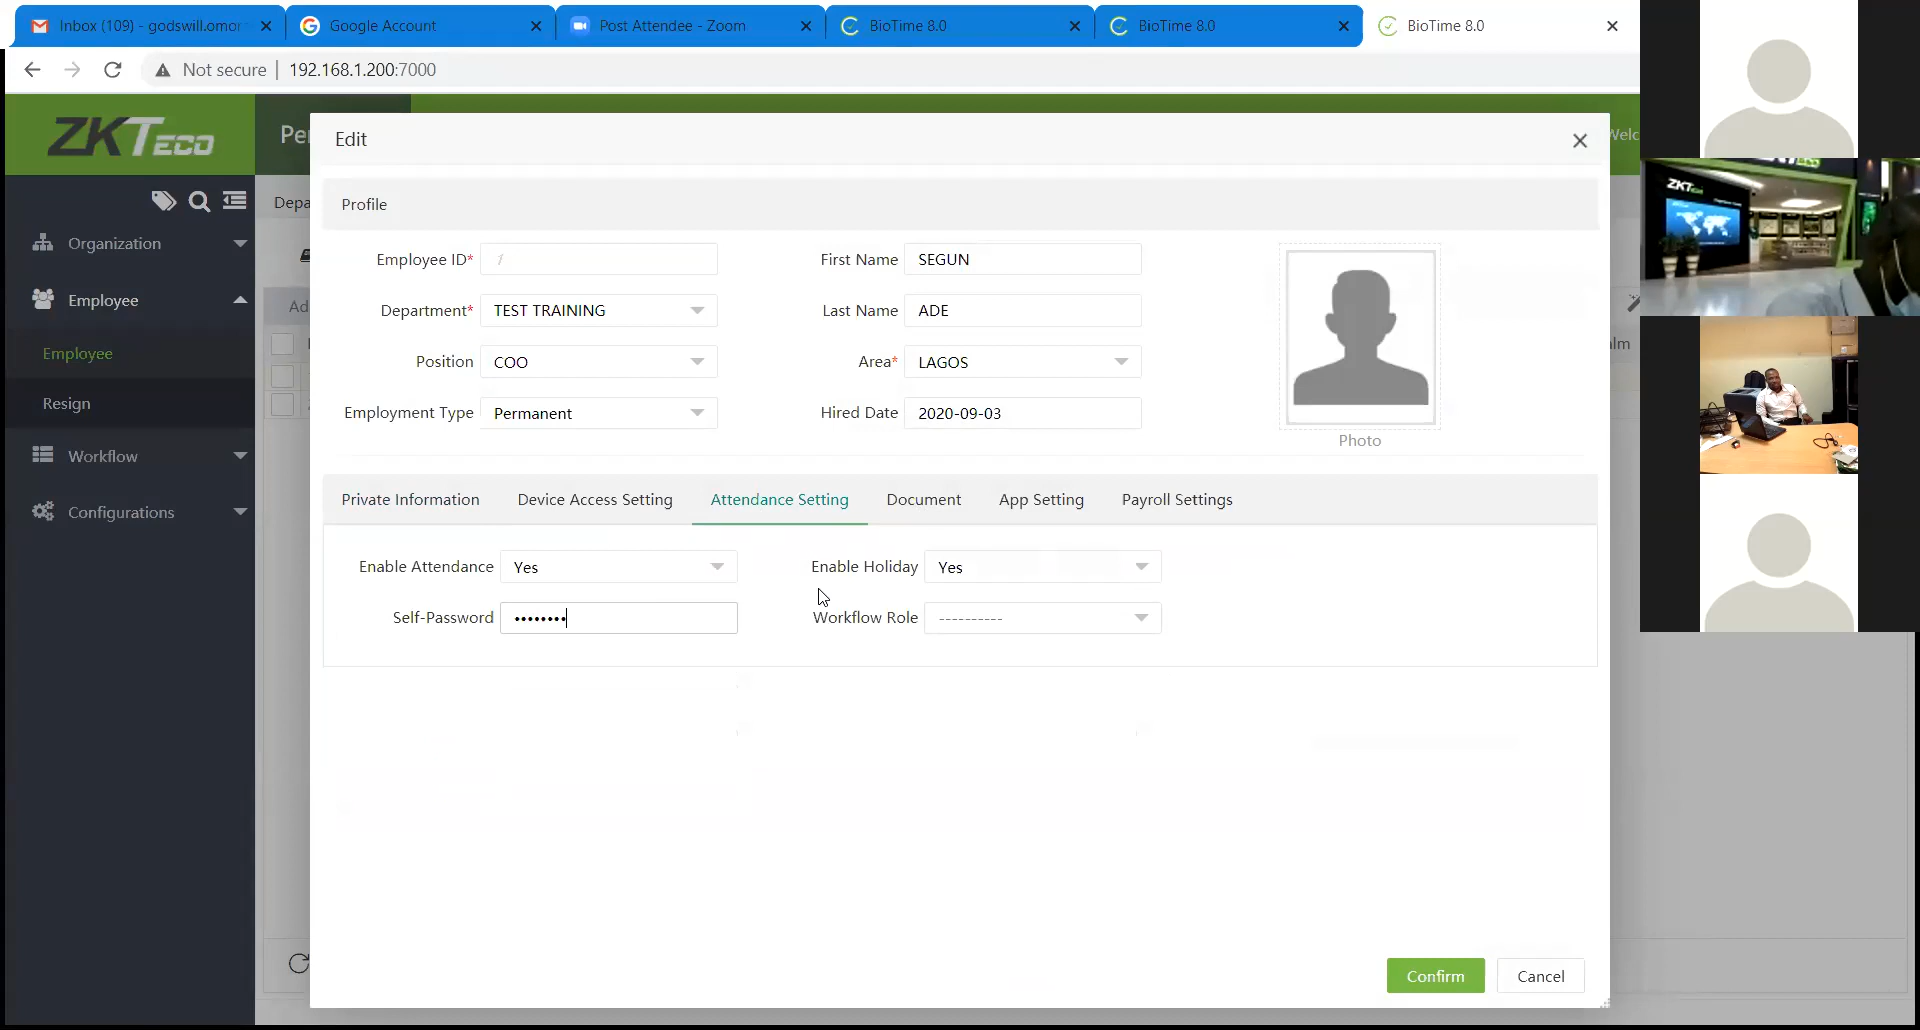 Inbox (109) - godswill.omor
Google Account
Post Attendee - Zoom
BioTime 8.0
BioTime 8.0
BioTime 8.0
Not secure
192.168.1.200:7000
ZKTeco
Pe
Edit
Welc
Profile
Depa
ZKTeco
Organization
Employee ID*
1
First Name
SEGUN
Employee
Department*
TEST TRAINING
Last Name
ADE
Ad
Employee
Position
COO
Area*
LAGOS
Resign
Employment Type
Permanent
Hired Date
2020-09-03
Photo
Workflow
Private Information
Device Access Setting
Attendance Setting
Document
App Setting
Payroll Settings
Configurations
Enable Attendance
Yes
Enable Holiday
Yes
Self-Password
••••••••
Workflow Role
----------
Confirm
Cancel